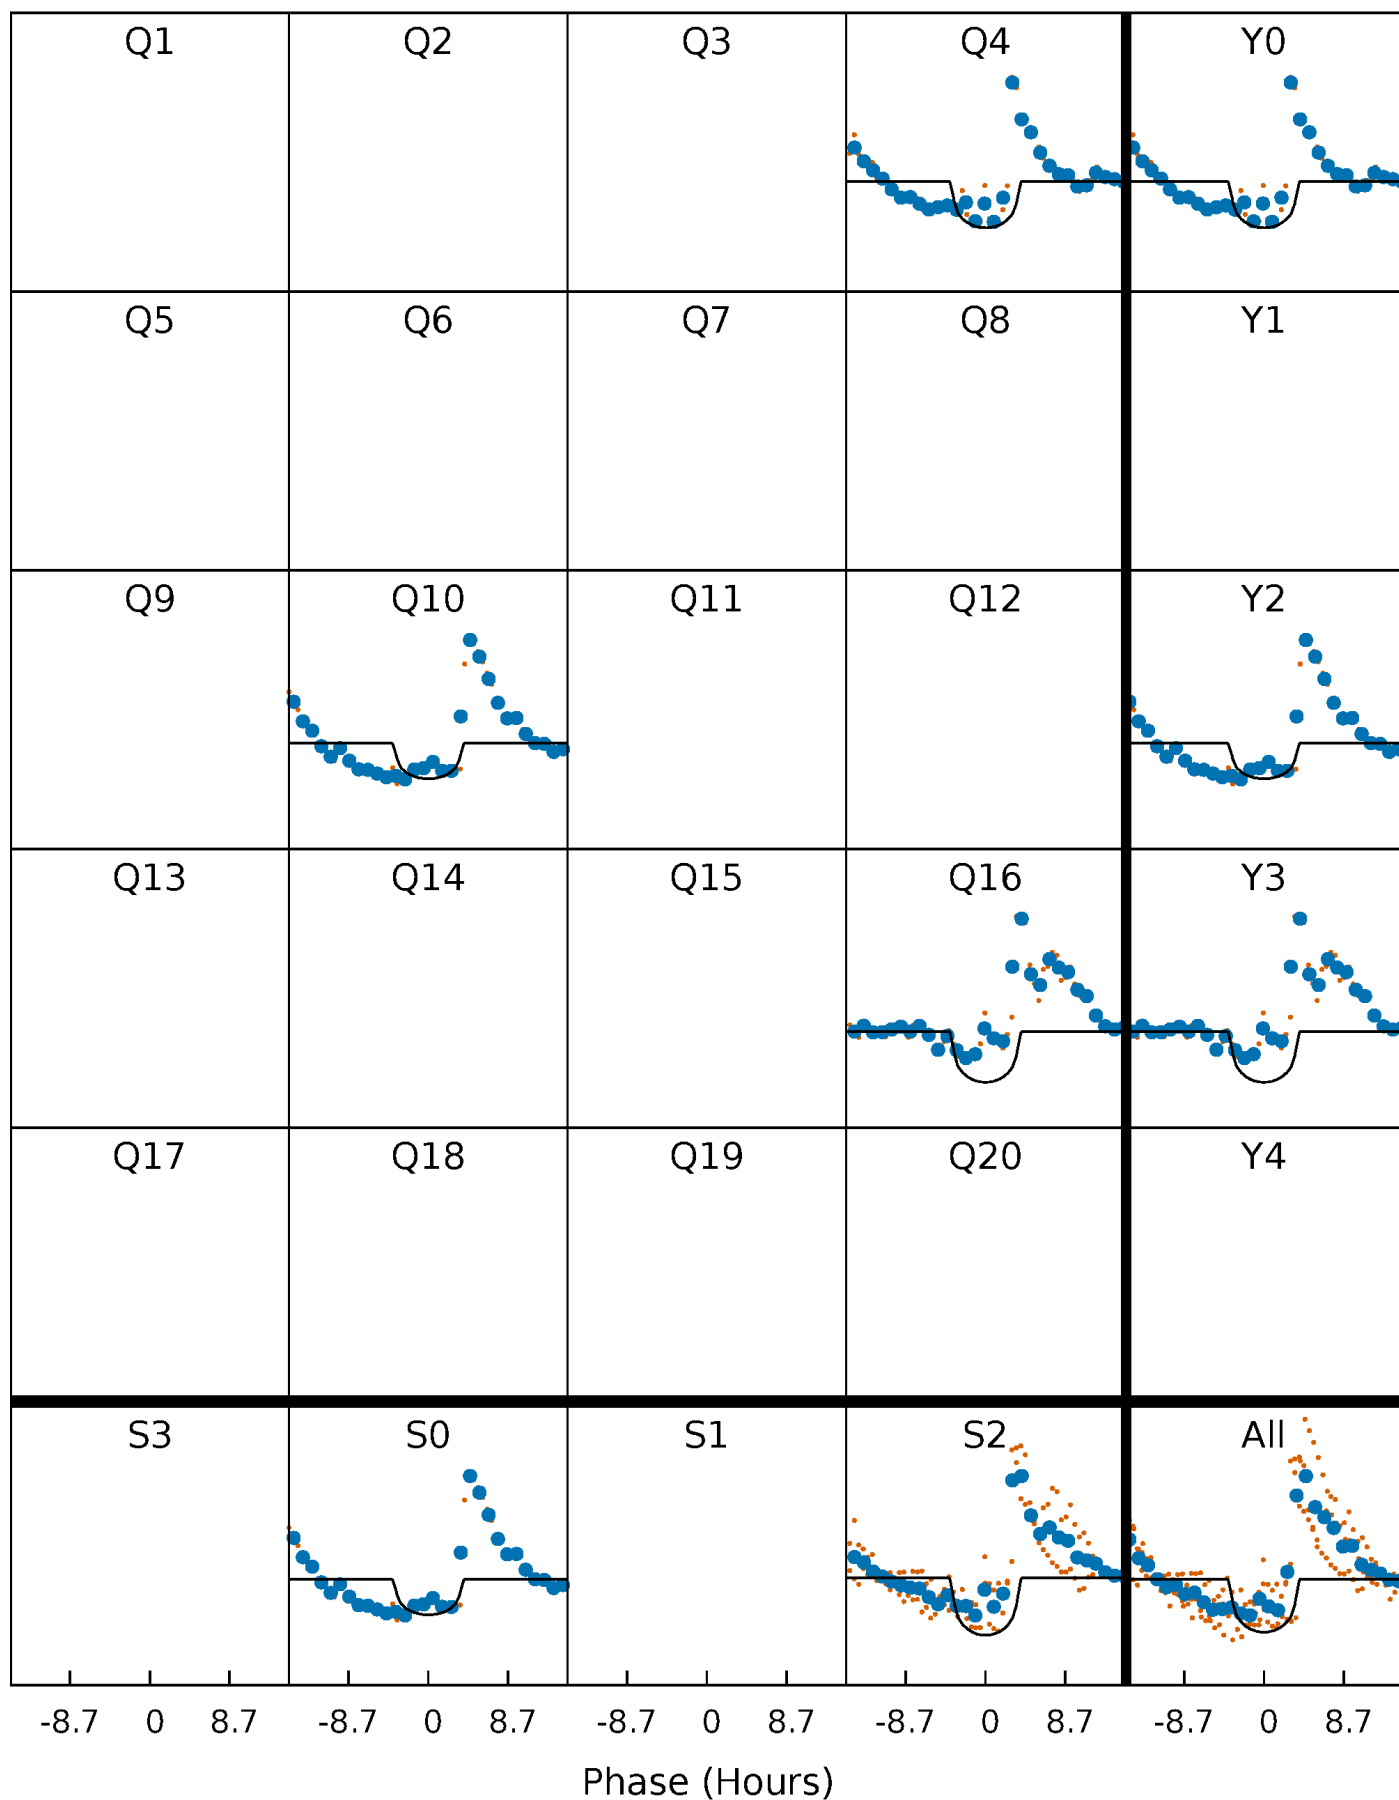 Q1 Q2 Q3 Q4 Y0
Q5 Q6 Q7 Q8 Y1
Q9 Q10 Q11 Q12 Y2
Q13 Q14 Q15 Q16 Y3
Q17 Q18 Q19 Q20 Y4
S3 S0 S1 S2 All
-8.7 0 8.7 -8.7 0 8.7 -8.7 0 8.7 -8.7 0 8.7 -8.7 0 8.7
Phase (Hours)